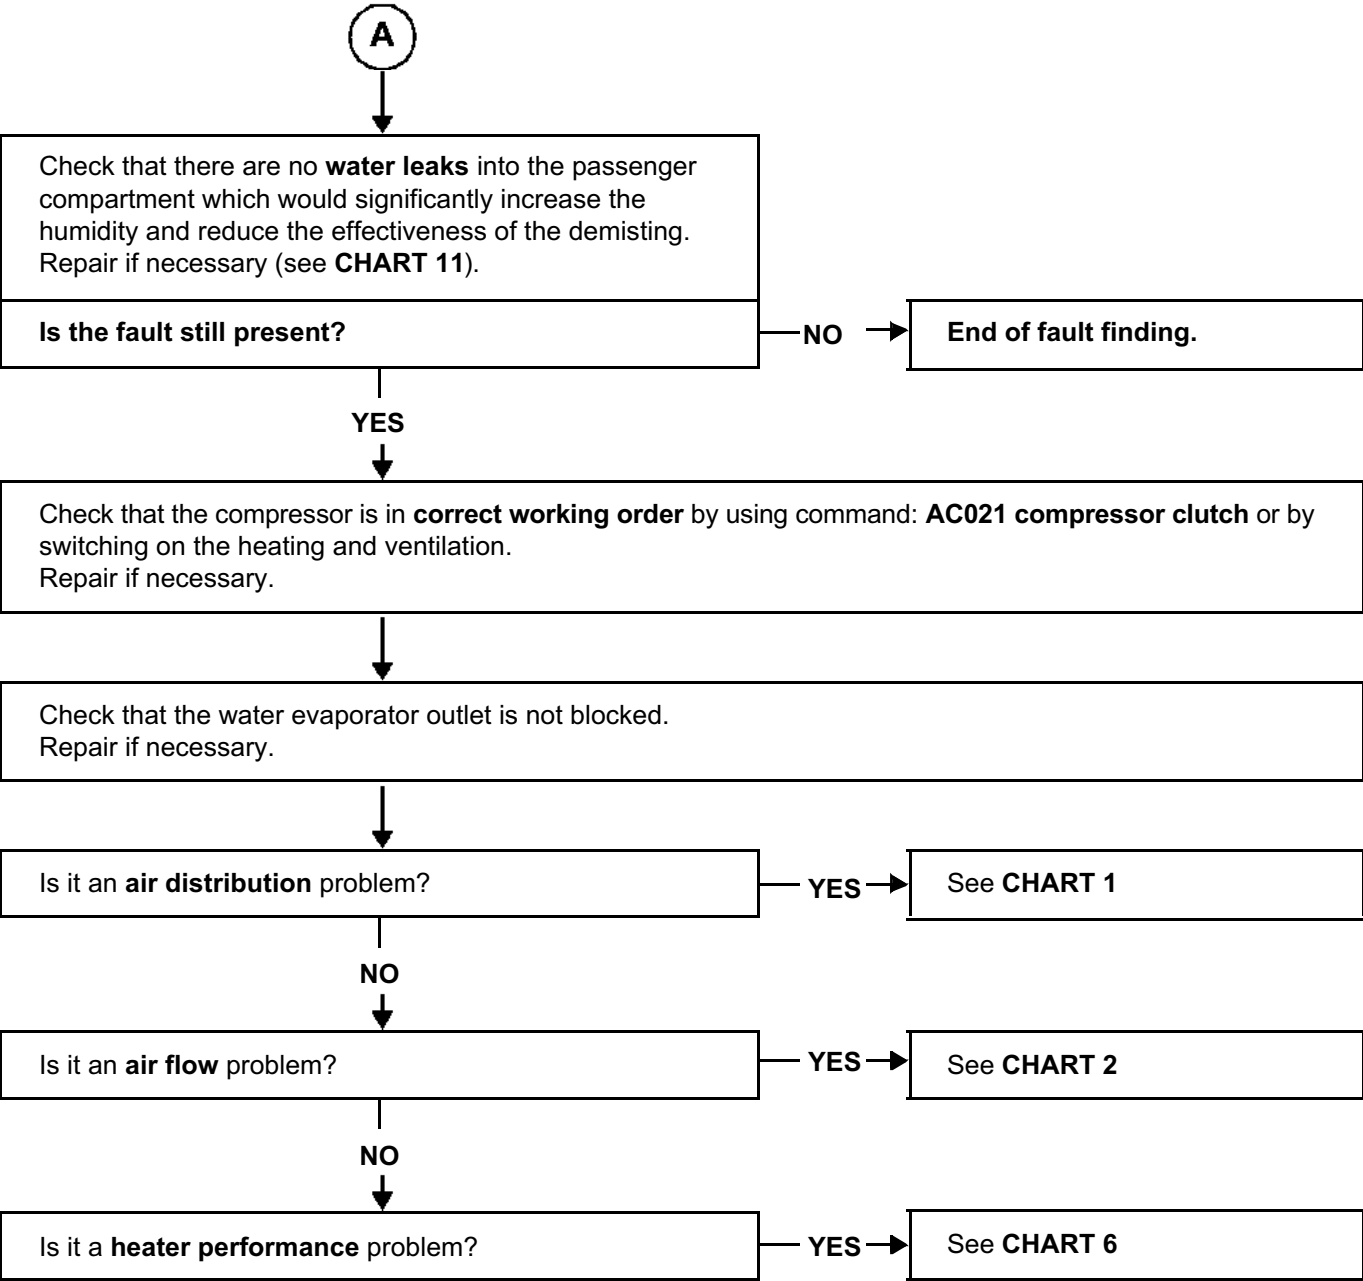 A
Check that there are no water leaks into the passenger
compartment which would significantly increase the
humidity and reduce the effectiveness of the demisting.
Repair if necessary (see CHART 11).
Is the fault still present?
NO
End of fault finding.
YES
Check that the compressor is in correct working order by using command: AC021 compressor clutch or by
switching on the heating and ventilation.
Repair if necessary.
Check that the water evaporator outlet is not blocked.
Repair if necessary.
Is it an air distribution problem?
YES
See CHART 1
NO
Is it an air flow problem?
YES
See CHART 2
NO
Is it a heater performance problem?
YES
See CHART 6